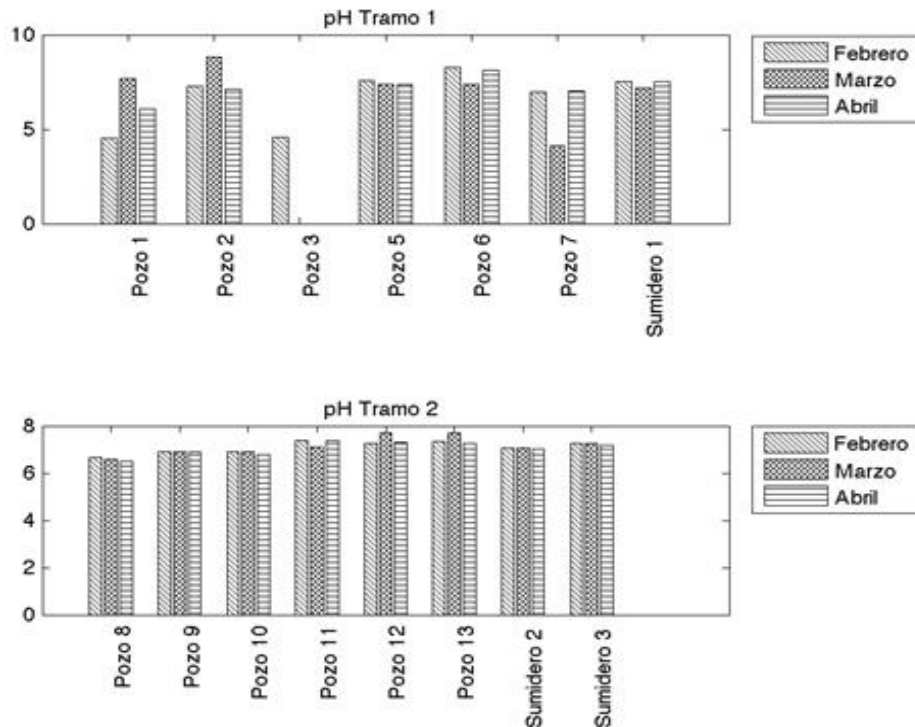 pH Tramo 1
10
5
0
Pozo 1
Pozo 2
Pozo 3
Pozo 5
Pozo 6
Pozo 7
Sumidero 1
Febrero
Marzo
Abril
pH Tramo 2
8
6
4
2
0
Pozo 8
Pozo 9
Pozo 10
Pozo 11
Pozo 12
Pozo 13
Sumidero 2
Sumidero 3
Febrero
Marzo
Abril